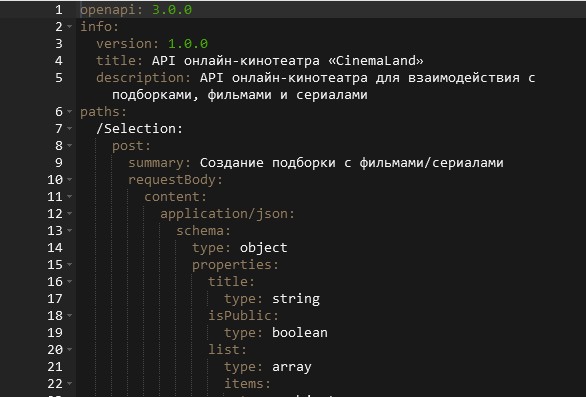 1 openapi: 3.0.0
2 info:
3 version: 1.0.0
4 title: API онлайн-кинотеатра «CinemaLand»
5 description: API онлайн-кинотеатра для взаимодействия с
подборками, фильмами и сериалами
6 paths:
7 /Selection:
8 post:
9 summary: Создание подборки с фильмами/сериалами
10 requestBody:
11 content:
12 application/json:
13 schema:
14 type: object
15 properties:
16 title:
17 type: string
18 isPublic:
19 type: boolean
20 list:
21 type: array
22 items: